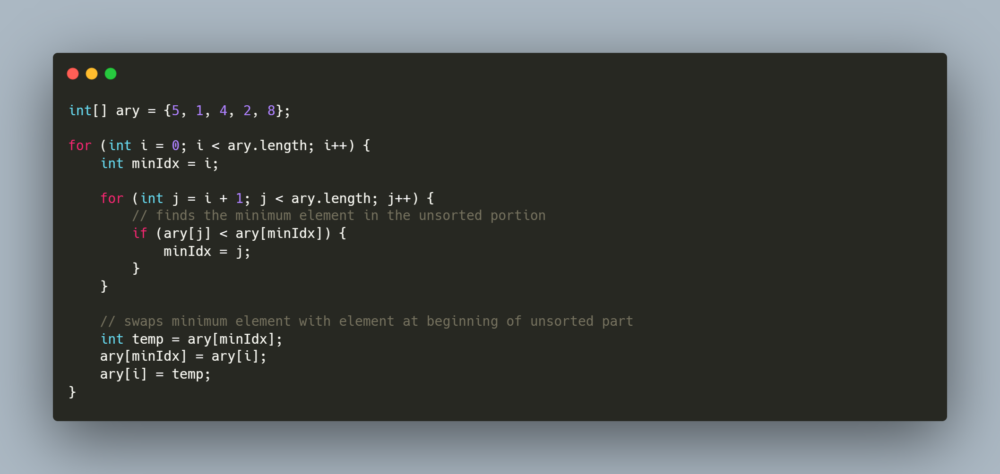 int[] ary = {5, 1, 4, 2, 8};
for (int i = 0; i < ary.length; i++) {
    int minIdx = i;
    for (int j = i + 1; j < ary.length; j++) {
        // finds the minimum element in the unsorted portion
        if (ary[j] < ary[minIdx]) {
            minIdx = j;
        }
    }
    // swaps minimum element with element at beginning of unsorted part
    int temp = ary[minIdx];
    ary[minIdx] = ary[i];
    ary[i] = temp;
}